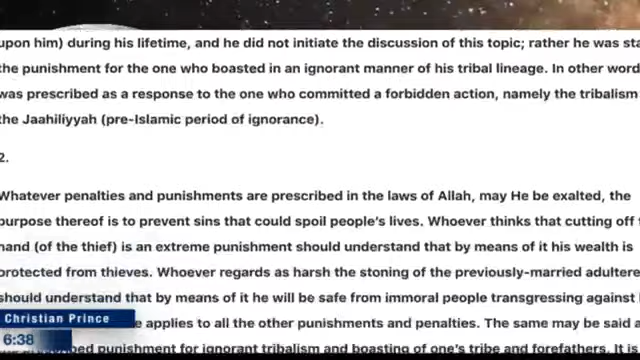 upon him) during his lifetime, and he did not initiate the discussion of this topic; rather he was
the punishment for the one who boasted in an ignorant manner of his tribal lineage. In other
was prescribed as a response to the one who committed a forbidden action, namely the tribalism
the Jaahiliyyah (pre-Islamic period of ignorance).
2.
Whatever penalties and punishments are prescribed in the laws of Allah, may He be exalted, the
purpose thereof is to prevent sins that could spoil people's lives. Whoever thinks that cutting off
hand (of the thief) is an extreme punishment should understand that by means of it his wealth is
protected from thieves. Whoever regards as harsh the stoning of the previously-married
should understand that by means of it he will be safe from immoral people transgressing against
Christian Prince
applies to all the other punishments and penalties. The same may be said
6:38
punishment for ignorant tribalism and boasting of one's tribe and forefathers. It is